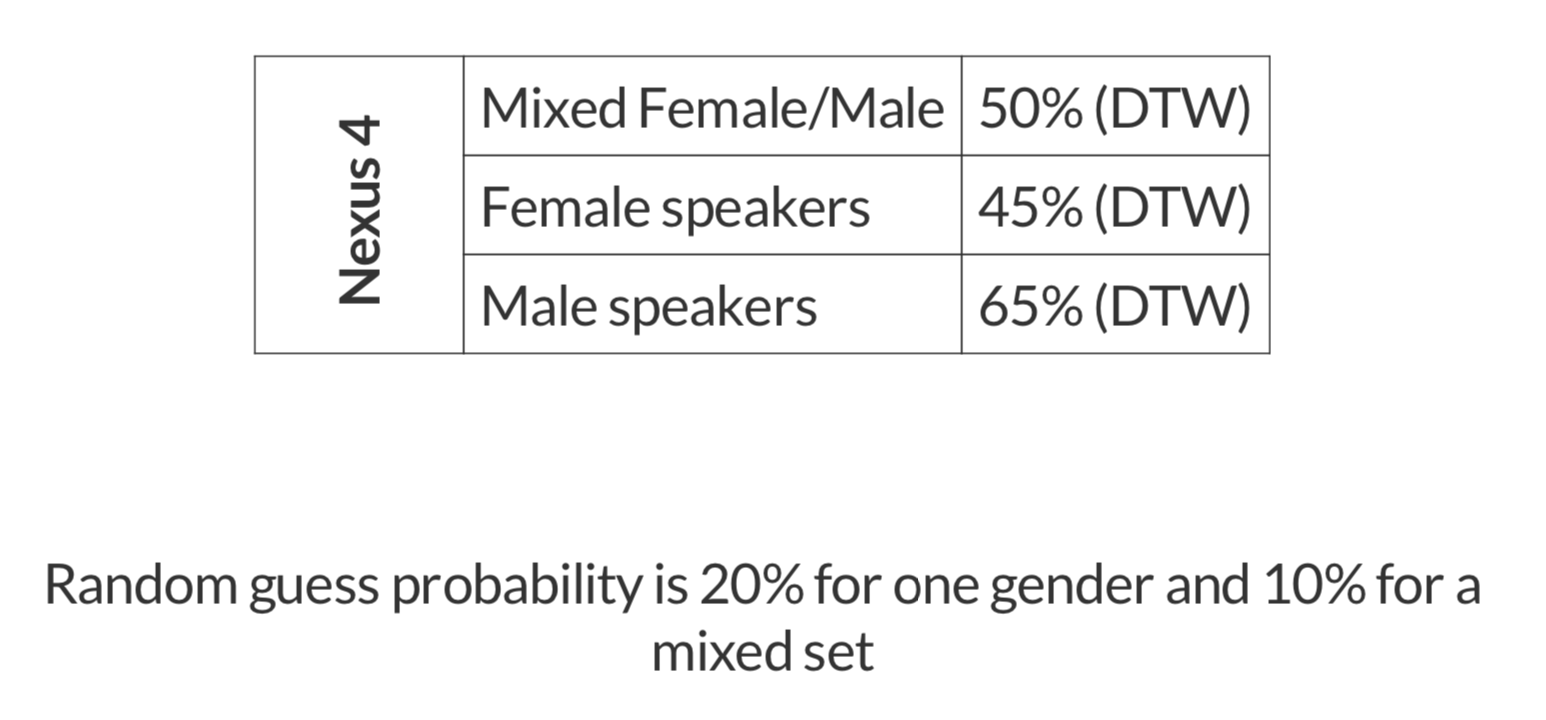 Nexus 4
Mixed Female/Male 50% (DTW)
Female speakers 45% (DTW)
Male speakers 65% (DTW)
Random guess probability is 20% for one gender and 10% for a
mixed set